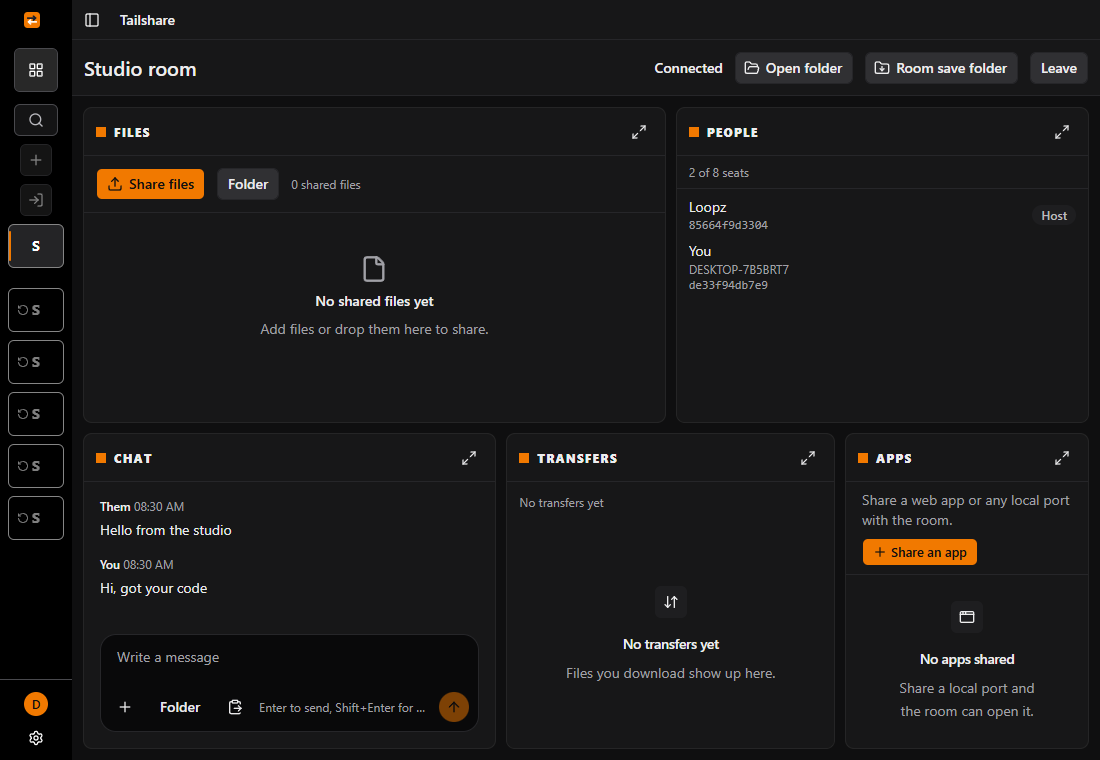 Tailshare
Studio room
Connected
Open folder
Room save folder
Leave
FILES
Share files
Folder
0 shared files
No shared files yet
Add files or drop them here to share.
PEOPLE
2 of 8 seats
Loopz
85664f9d3304
Host
You
DESKTOP-7B5BRT7
de33f94db7e9
S
S
S
S
S
S
D
CHAT
Them 08:30 AM
Hello from the studio
You 08:30 AM
Hi, got your code
Write a message
Folder
Enter to send, Shift+Enter for ...
TRANSFERS
No transfers yet
No transfers yet
Files you download show up here.
APPS
Share a web app or any local port
with the room.
Share an app
No apps shared
Share a local port and
the room can open it.